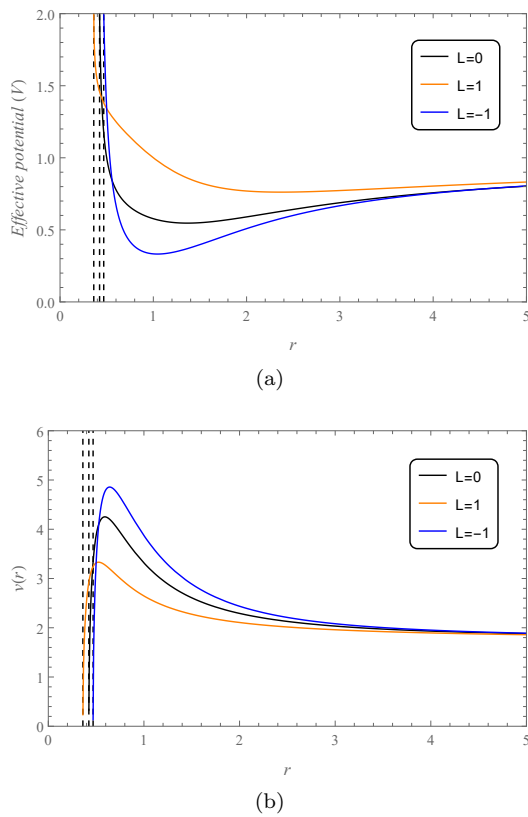 2.0
1.5
1.0
0.5
0.0
Effective potential (V)
L=0
L=1
L=-1
0 1 2 3 4 5
r
(a)
6
5
4
3
2
1
0
v(r)
L=0
L=1
L=-1
0 1 2 3 4 5
r
(b)